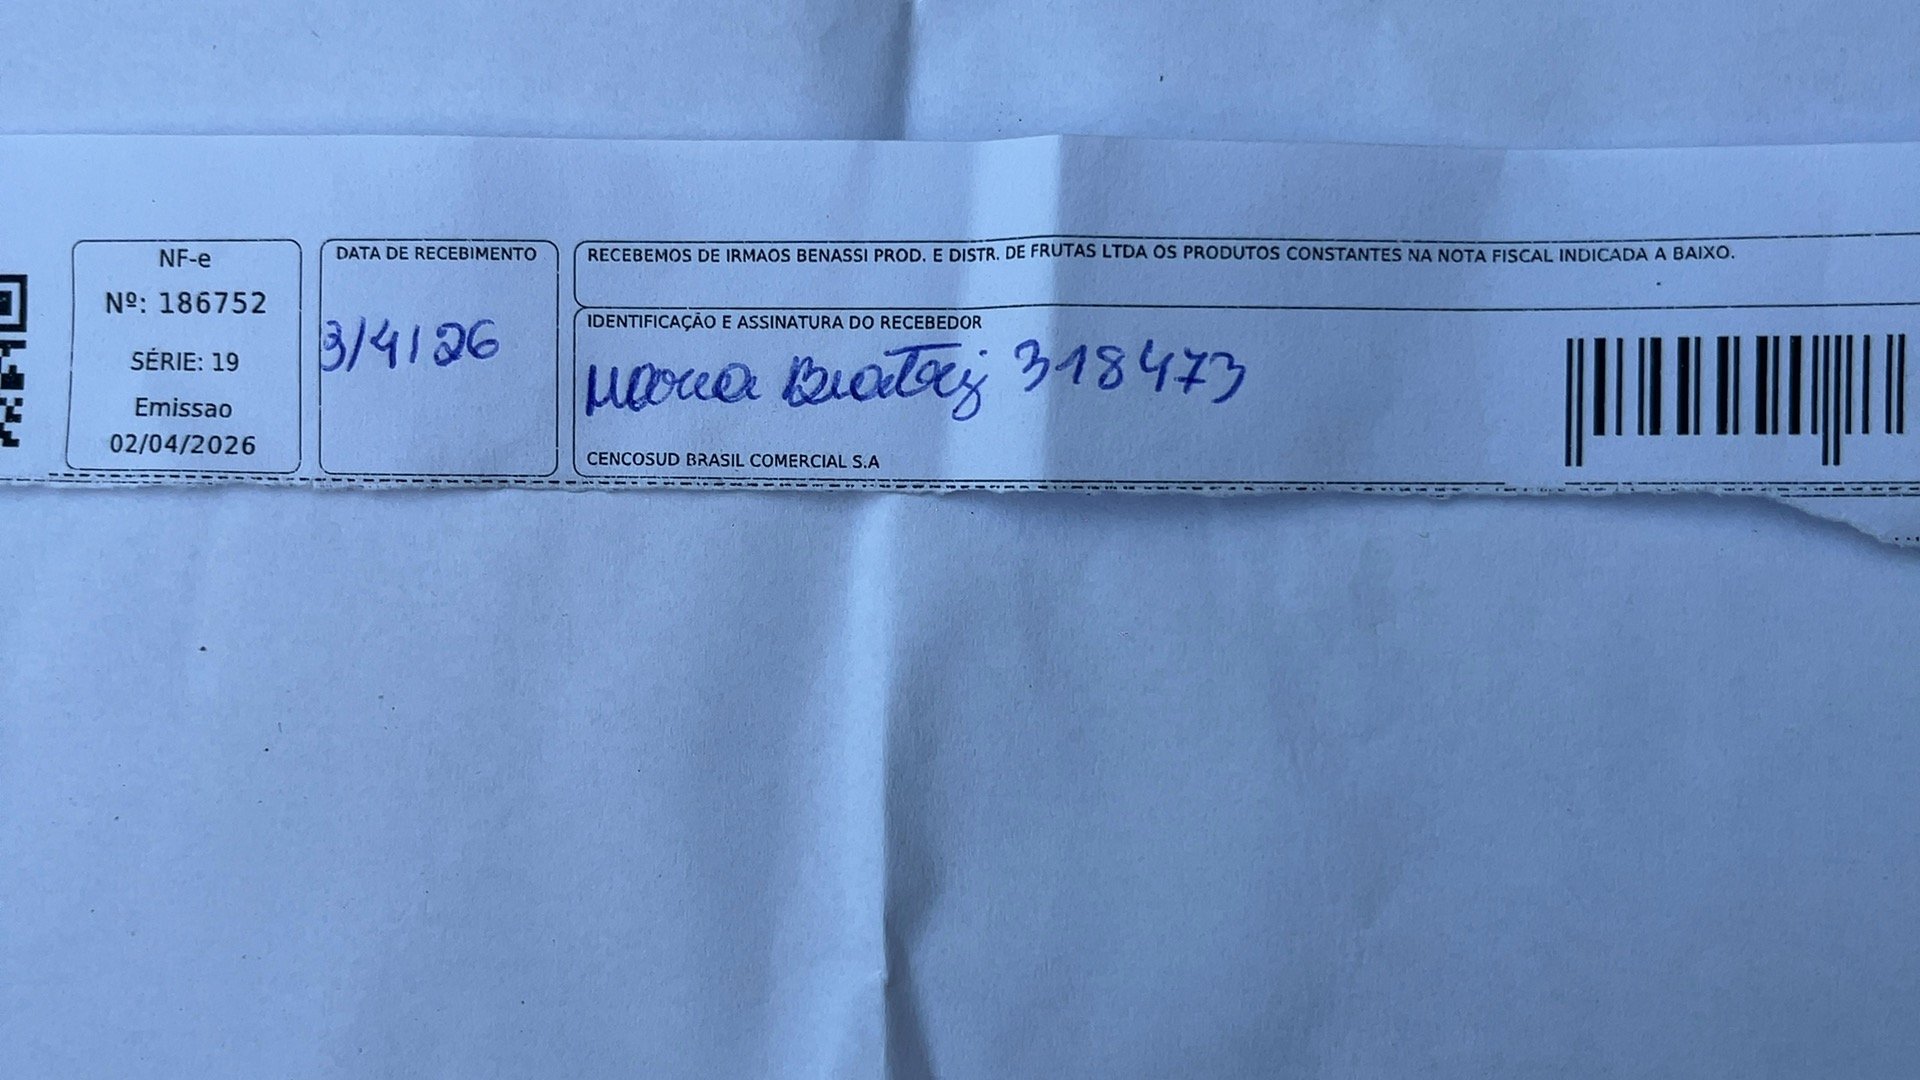 NF-e
Nº: 186752
SÉRIE: 19
Emissao
02/04/2026
DATA DE RECEBIMENTO
3/4/26
RECEBEMOS DE IRMAOS BENASSI PROD. E DISTR. DE FRUTAS LTDA OS PRODUTOS CONSTANTES NA NOTA FISCAL INDICADA A BAIXO.
IDENTIFICAÇÃO E ASSINATURA DO RECEBEDOR
Maria Beatriz 318473
CENCOSUD BRASIL COMERCIAL S.A